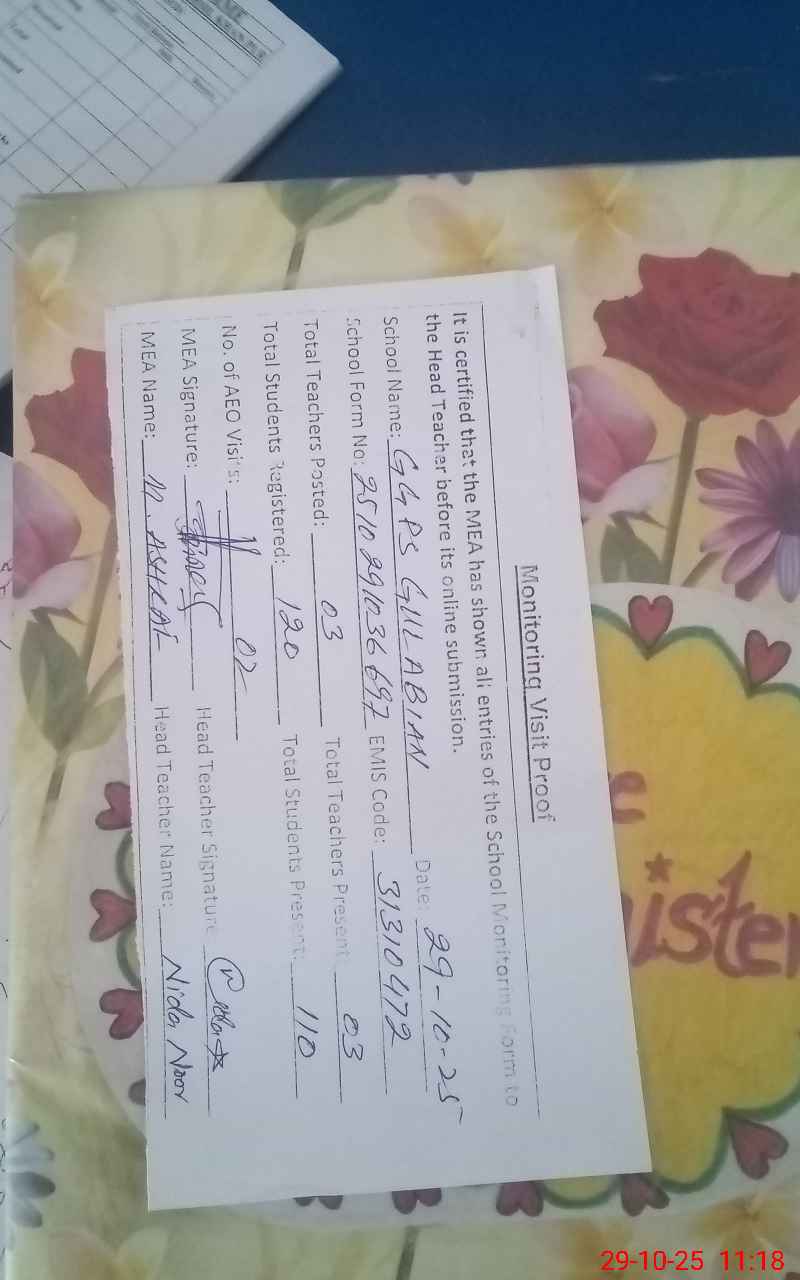 Monitoring Visit Proof
It is certified that the MEA has shown all entries of the School Monitoring Form to
the Head Teacher before its online submission.
School Name: GGPS GULABIAN Date: 29-10-25
School Form No: 2510291036697 EMIS Code: 31310472
Total Teachers Posted: 03 Total Teachers Present: 03
Total Students Registered: 120 Total Students Present: 110
No. of AEO Visits: 02
MEA Signature: Head Teacher Signature
MEA Name: M. ASHRAF Head Teacher Name: Nida Noor
ister
29-10-25 11:18